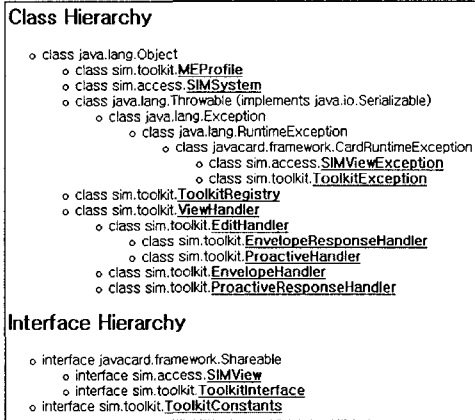 Class Hierarchy
o class java.lang.Object
o class sim.toolkit.MEProfile
o class sim.access.SIMSystem
o class java.lang.Throwable (implements java.io.Serializable)
o class java.lang.Exception
o class java.lang.RuntimeException
o class javacard.framework.CardRuntimeException
o class sim.access.SIMViewException
o class sim.toolkit.ToolkitException
o class sim.toolkit.ToolkitRegistry
o class sim.toolkit.ViewHandler
o class sim.toolkit.EditHandler
o class sim.toolkit.EnvelopeResponseHandler
o class sim.toolkit.ProactiveHandler
o class sim.toolkit.EnvelopeHandler
o class sim.toolkit.ProactiveResponseHandler
Interface Hierarchy
o interface javacard.framework.Shareable
o interface sim.access.SIMView
o interface sim.toolkit.ToolkitInterface
o interface sim.toolkit.ToolkitConstants